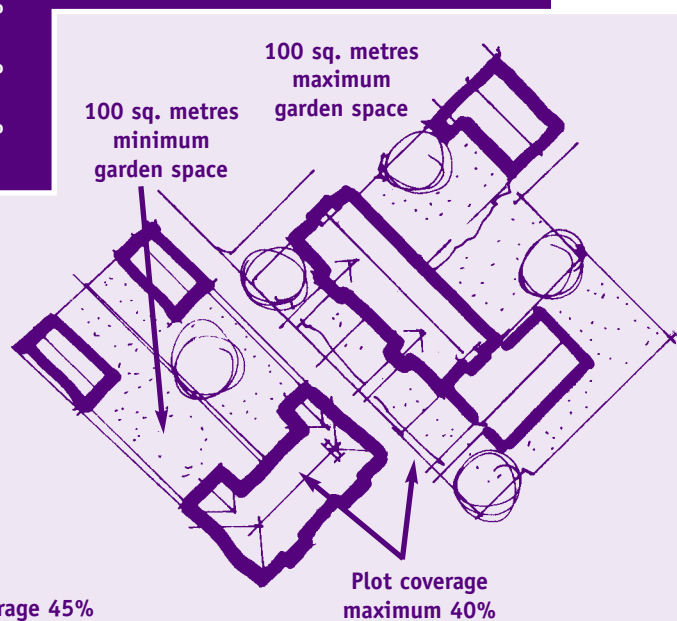 100 sq. metres
maximum
garden space
100 sq. metres
minimum
garden space
Plot coverage
maximum 40%
rage 45%